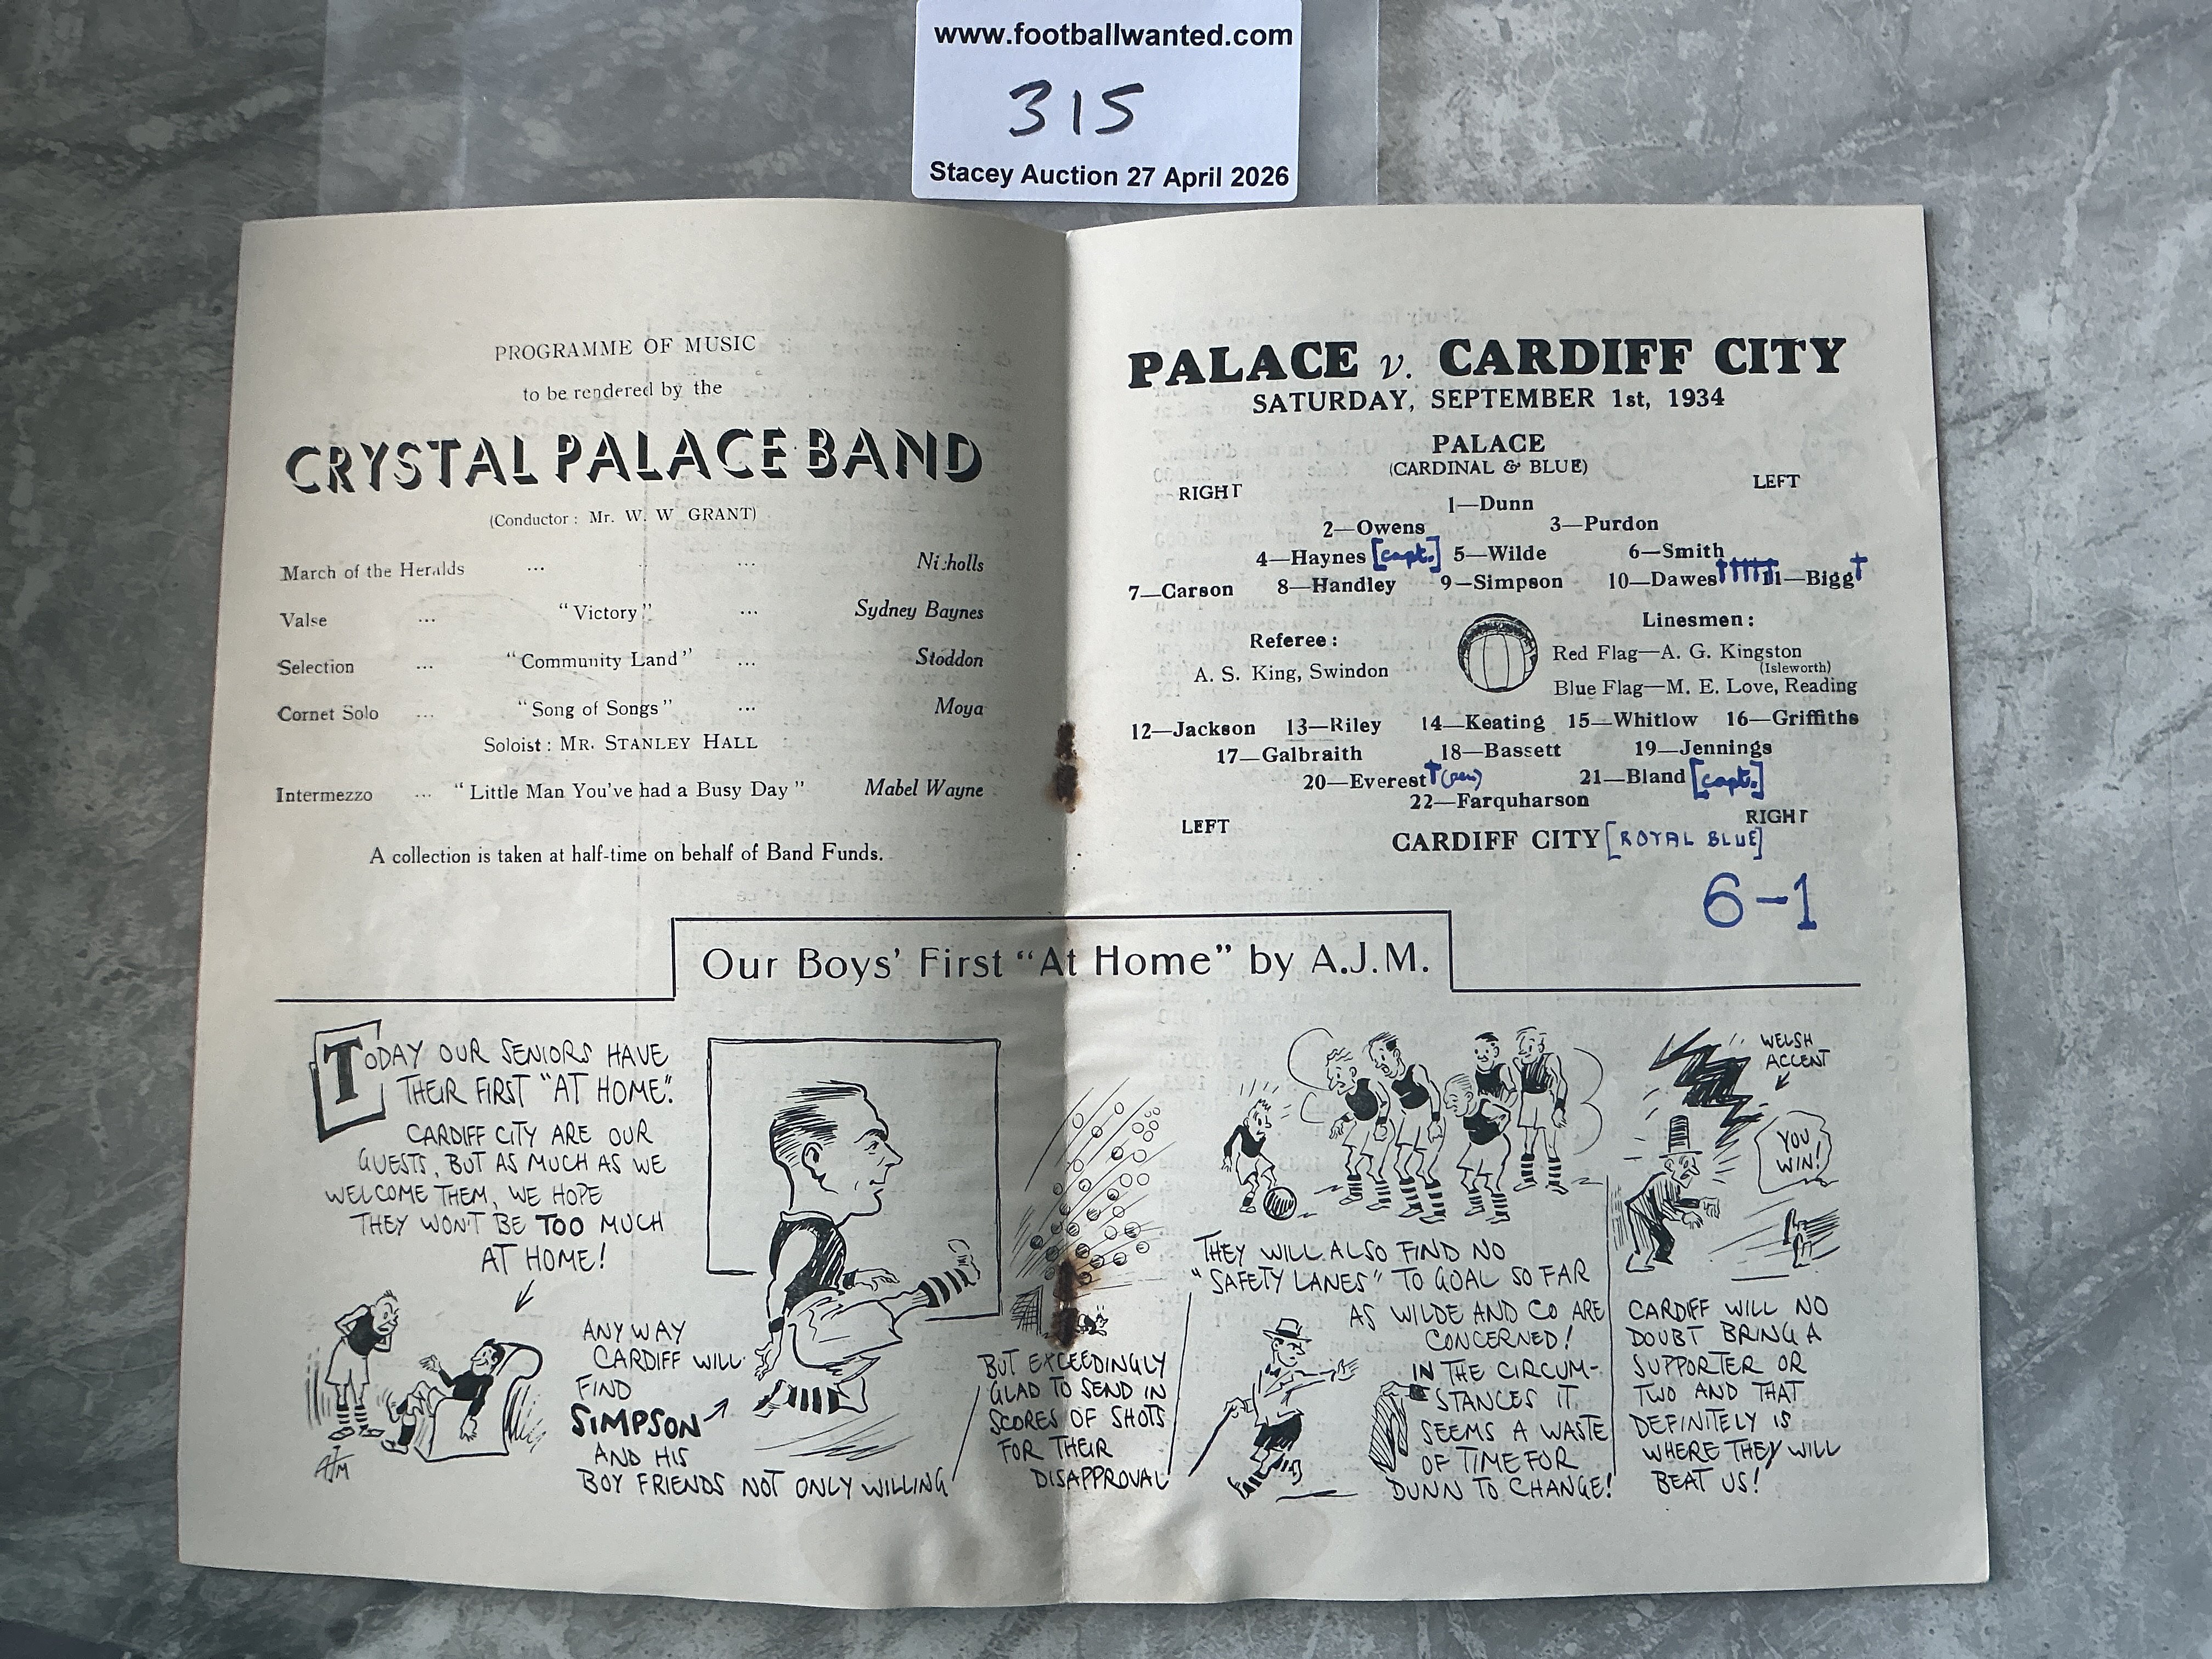 www.footballwanted.com
315
Stacey Auction 27 April 2026
PROGRAMME OF MUSIC
to be rendered by the
CRYSTAL PALACE BAND
(Conductor: Mr. W. W GRANT)
March of the Heralds ... ... Nicholls
Valse ... "Victory" ... Sydney Baynes
Selection ... "Community Land" ... Stoddon
Cornet Solo ... "Song of Songs" ... Moya
Soloist: MR. STANLEY HALL
Intermezzo ... "Little Man You've had a Busy Day" Mabel Wayne
A collection is taken at half-time on behalf of Band Funds.
PALACE v. CARDIFF CITY
SATURDAY, SEPTEMBER 1st, 1934
PALACE
(CARDINAL & BLUE)
RIGHT LEFT
1—Dunn
2—Owens 3—Purdon
4—Haynes [Capt.] 5—Wilde 6—Smith
7—Carson 8—Handley 9—Simpson 10—Dawes 11—Bigg
Referee: Linesmen:
A. S. King, Swindon Red Flag—A. G. Kingston
(Isleworth)
Blue Flag—M. E. Love, Reading
12—Jackson 13—Riley 14—Keating 15—Whitlow 16—Griffiths
17—Galbraith 18—Bassett 19—Jennings
20—Everest (pen) 21—Bland [Capt.]
22—Farquharson
LEFT RIGHT
CARDIFF CITY [ROYAL BLUE]
6-1
Our Boys' First "At Home" by A.J.M.
TODAY OUR SENIORS HAVE
THEIR FIRST "AT HOME".
CARDIFF CITY ARE OUR
GUESTS, BUT AS MUCH AS WE
WELCOME THEM, WE HOPE
THEY WON'T BE TOO MUCH
AT HOME!
AJM
ANYWAY
CARDIFF WILL
FIND
SIMPSON
AND HIS
BOY FRIENDS NOT ONLY WILLING
BUT EXCEEDINGLY
GLAD TO SEND IN
SCORES OF SHOTS
FOR THEIR
DISAPPROVAL
THEY WILL ALSO FIND NO
"SAFETY LANES" TO GOAL SO FAR
AS WILDE AND CO ARE
CONCERNED!
IN THE CIRCUM-
STANCES IT
SEEMS A WASTE
OF TIME FOR
DUNN TO CHANGE!
WELSH
ACCENT
YOU
WIN!
CARDIFF WILL NO
DOUBT BRING A
SUPPORTER OR
TWO AND THAT
DEFINITELY IS
WHERE THEY WILL
BEAT US!